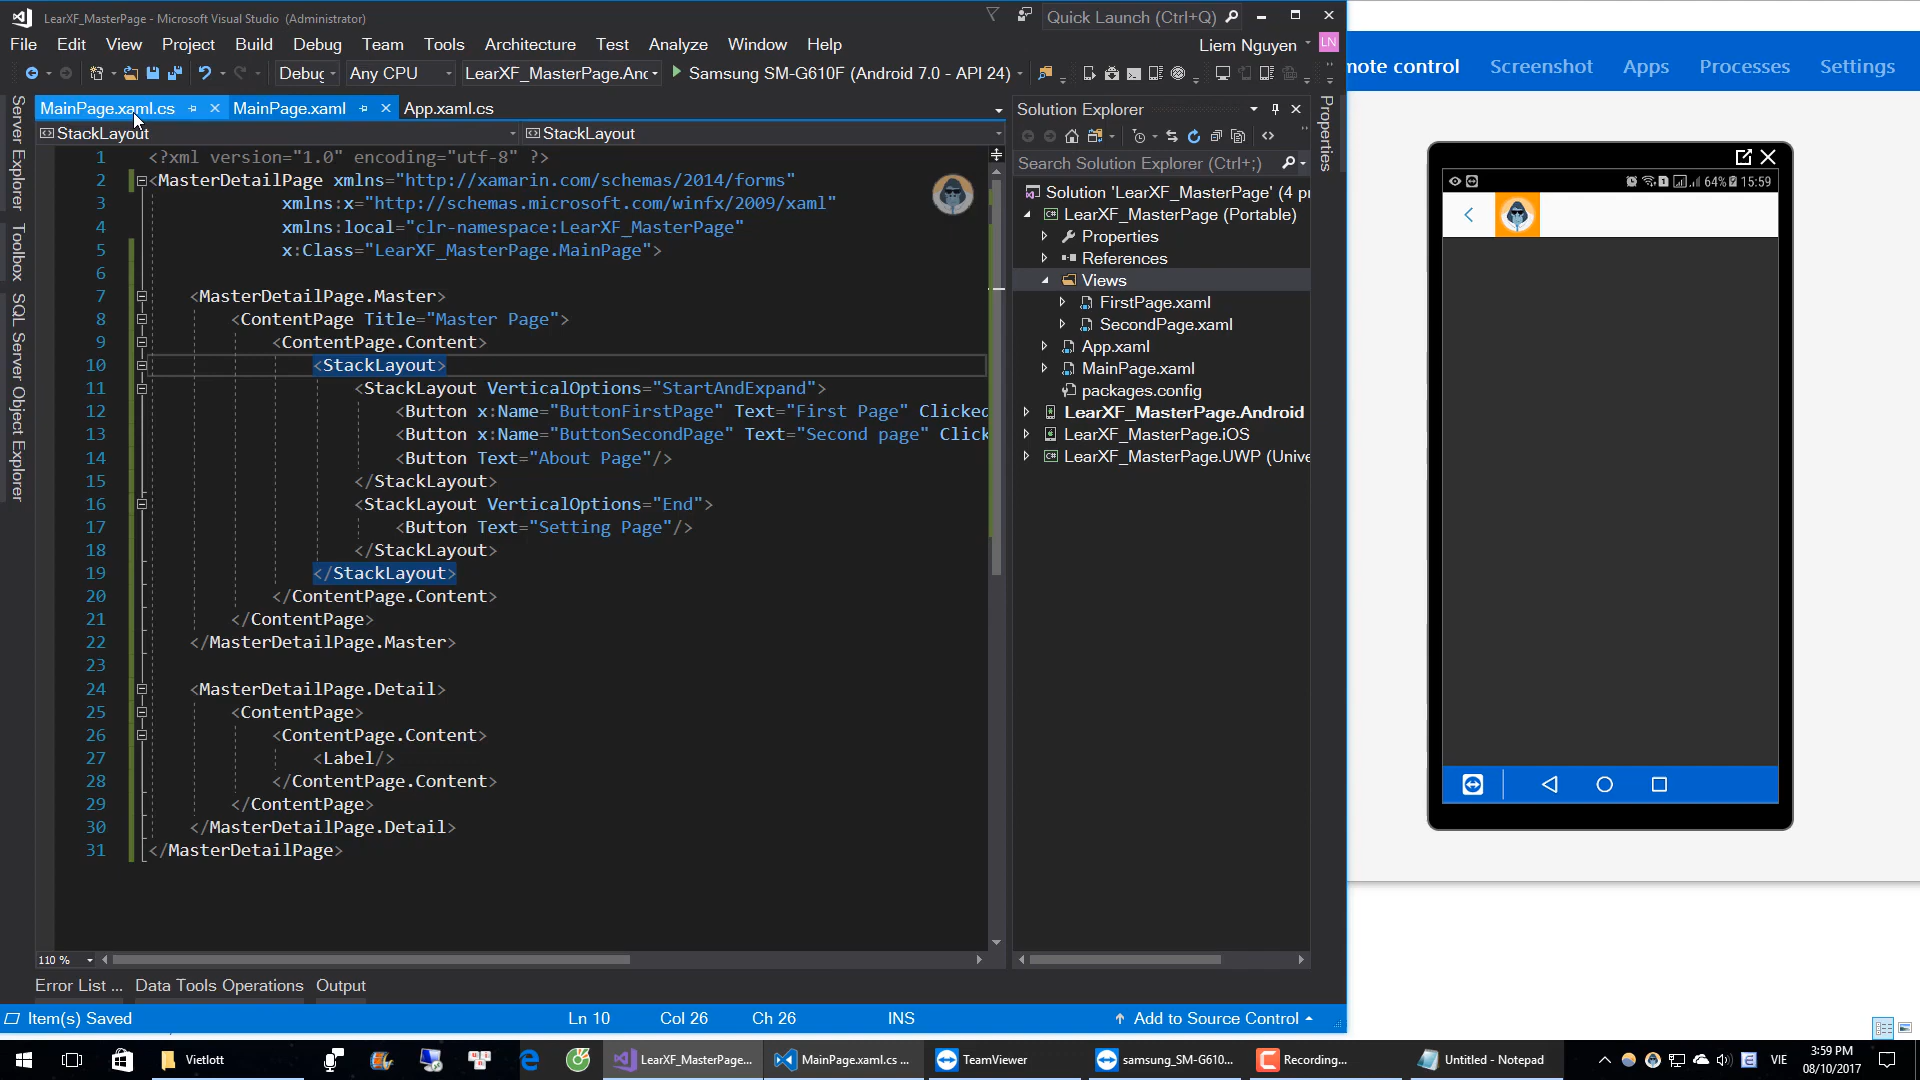 LearXF_MasterPage - Microsoft Visual Studio (Administrator)
Quick Launch (Ctrl+Q)
File Edit View Project Build Debug Team Tools Architecture Test Analyze Window Help
Liem Nguyen LN
Debug Any CPU LearXF_MasterPage.Anc Samsung SM-G610F (Android 7.0 - API 24)
MainPage.xaml.cs MainPage.xaml App.xaml.cs
StackLayout StackLayout
Server Explorer
Toolbox
SQL Server Object Explorer
1 <?xml version="1.0" encoding="utf-8" ?>
2 <MasterDetailPage xmlns="http://xamarin.com/schemas/2014/forms"
3 xmlns:x="http://schemas.microsoft.com/winfx/2009/xaml"
4 xmlns:local="clr-namespace:LearXF_MasterPage"
5 x:Class="LearXF_MasterPage.MainPage">
6
7 <MasterDetailPage.Master>
8 <ContentPage Title="Master Page">
9 <ContentPage.Content>
10 <StackLayout>
11 <StackLayout VerticalOptions="StartAndExpand">
12 <Button x:Name="ButtonFirstPage" Text="First Page" Clicked
13 <Button x:Name="ButtonSecondPage" Text="Second page" Click
14 <Button Text="About Page"/>
15 </StackLayout>
16 <StackLayout VerticalOptions="End">
17 <Button Text="Setting Page"/>
18 </StackLayout>
19 </StackLayout>
20 </ContentPage.Content>
21 </ContentPage>
22 </MasterDetailPage.Master>
23
24 <MasterDetailPage.Detail>
25 <ContentPage>
26 <ContentPage.Content>
27 <Label/>
28 </ContentPage.Content>
29 </ContentPage>
30 </MasterDetailPage.Detail>
31 </MasterDetailPage>
110 %
Error List ... Data Tools Operations Output
Item(s) Saved Ln 10 Col 26 Ch 26 INS Add to Source Control
Solution Explorer
Search Solution Explorer (Ctrl+;)
Solution 'LearXF_MasterPage' (4 pr
LearXF_MasterPage (Portable)
Properties
References
Views
FirstPage.xaml
SecondPage.xaml
App.xaml
MainPage.xaml
packages.config
LearXF_MasterPage.Android
LearXF_MasterPage.iOS
LearXF_MasterPage.UWP (Unive
Properties
mote control Screenshot Apps Processes Settings
64% 15:59
Vietlott
LearXF_MasterPage...
MainPage.xaml.cs ...
TeamViewer
samsung_SM-G610...
Recording...
Untitled - Notepad
VIE
3:59 PM
08/10/2017